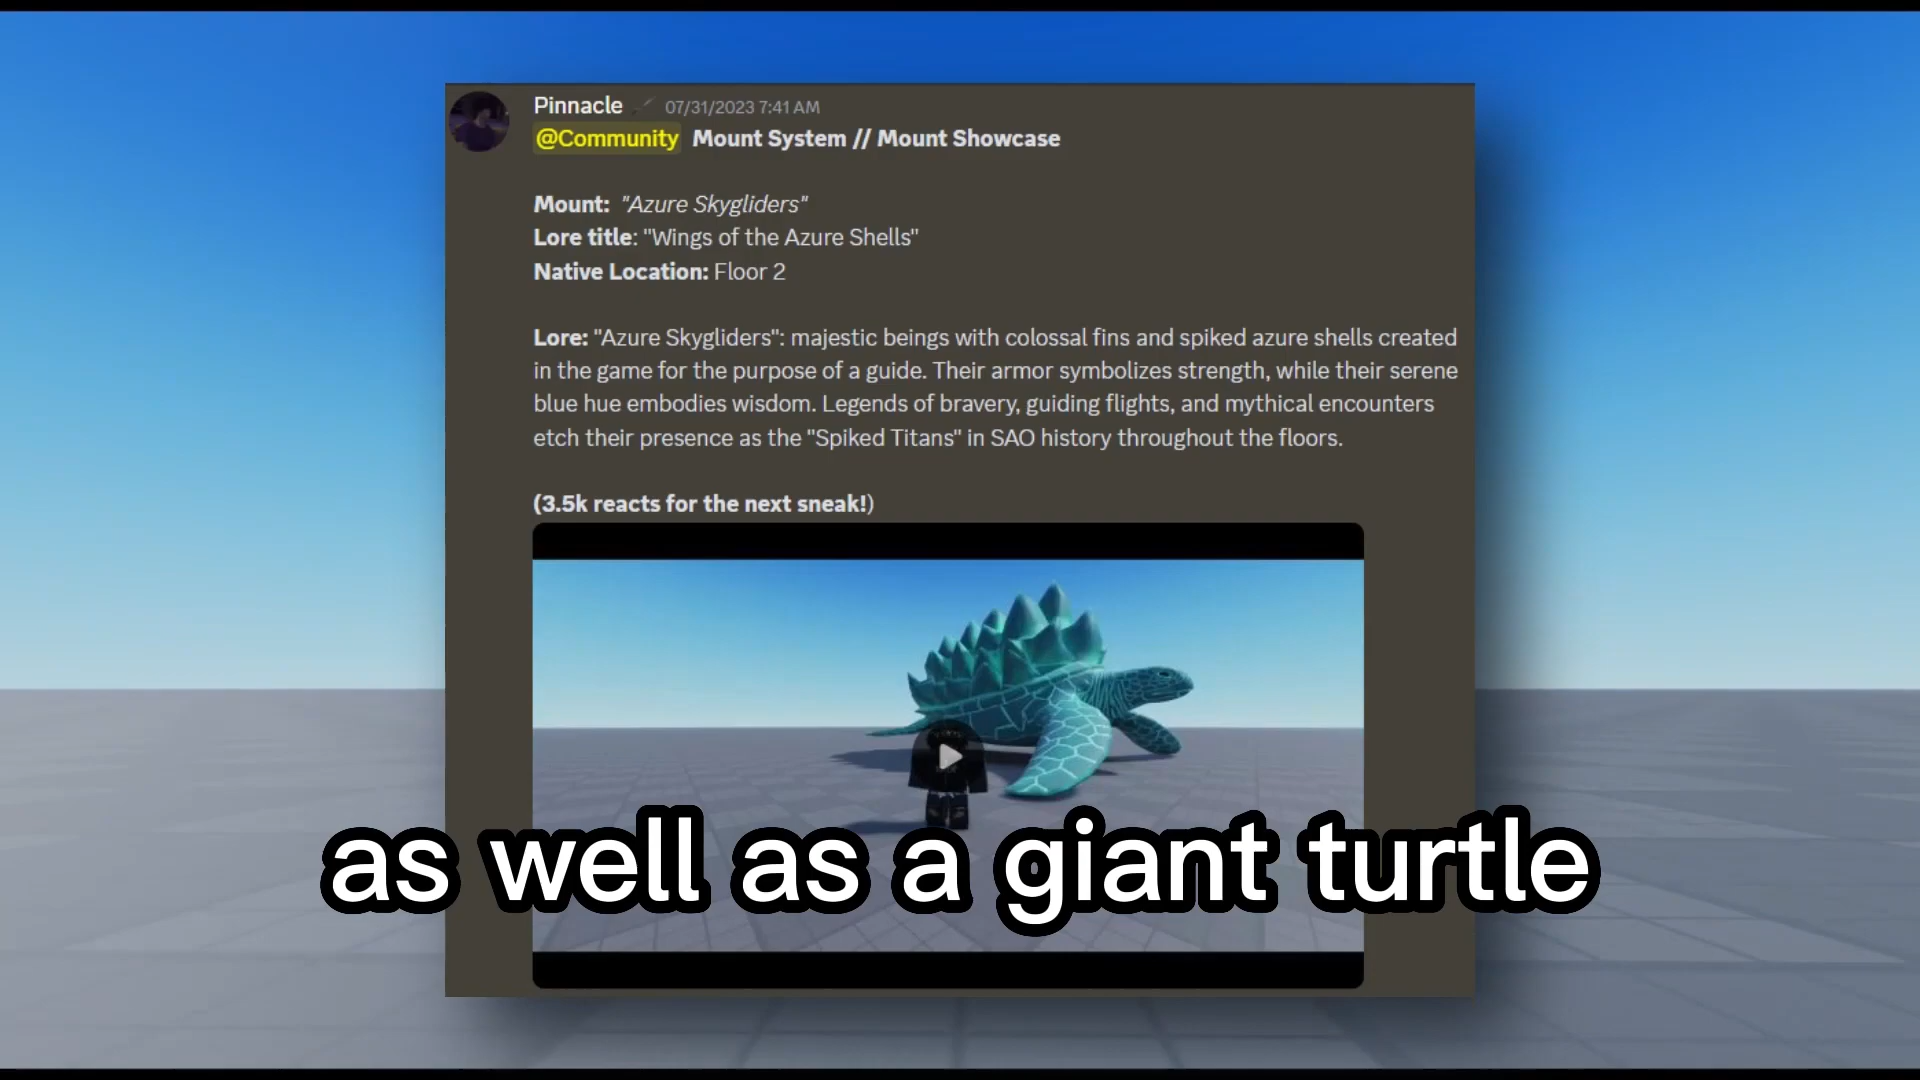 Pinnacle 07/31/2023 7:41 AM
@Community Mount System // Mount Showcase
Mount: "Azure Skygliders"
Lore title: "Wings of the Azure Shells"
Native Location: Floor 2
Lore: "Azure Skygliders": majestic beings with colossal fins and spiked azure shells created
in the game for the purpose of a guide. Their armor symbolizes strength, while their serene
blue hue embodies wisdom. Legends of bravery, guiding flights, and mythical encounters
etch their presence as the "Spiked Titans" in SAO history throughout the floors.
(3.5k reacts for the next sneak!)
as well as a giant turtle